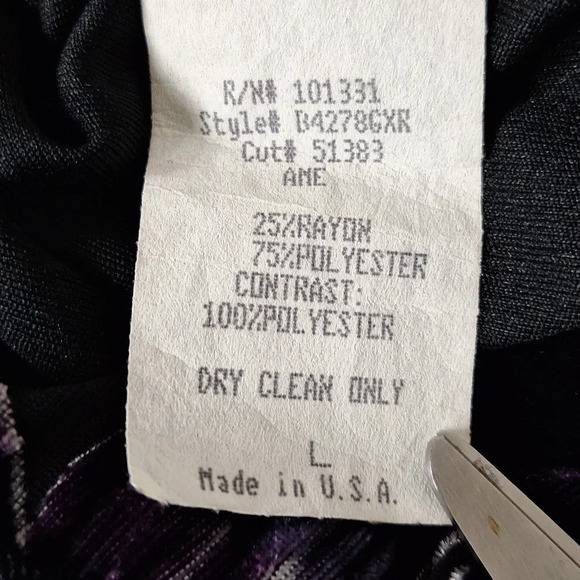 R/N# 101331
Style# B4278GXR
Cut# 51383
ANE
25%RAYON
75%POLYESTER
CONTRAST:
100%POLYESTER
DRY CLEAN ONLY
L
Made in U.S.A.